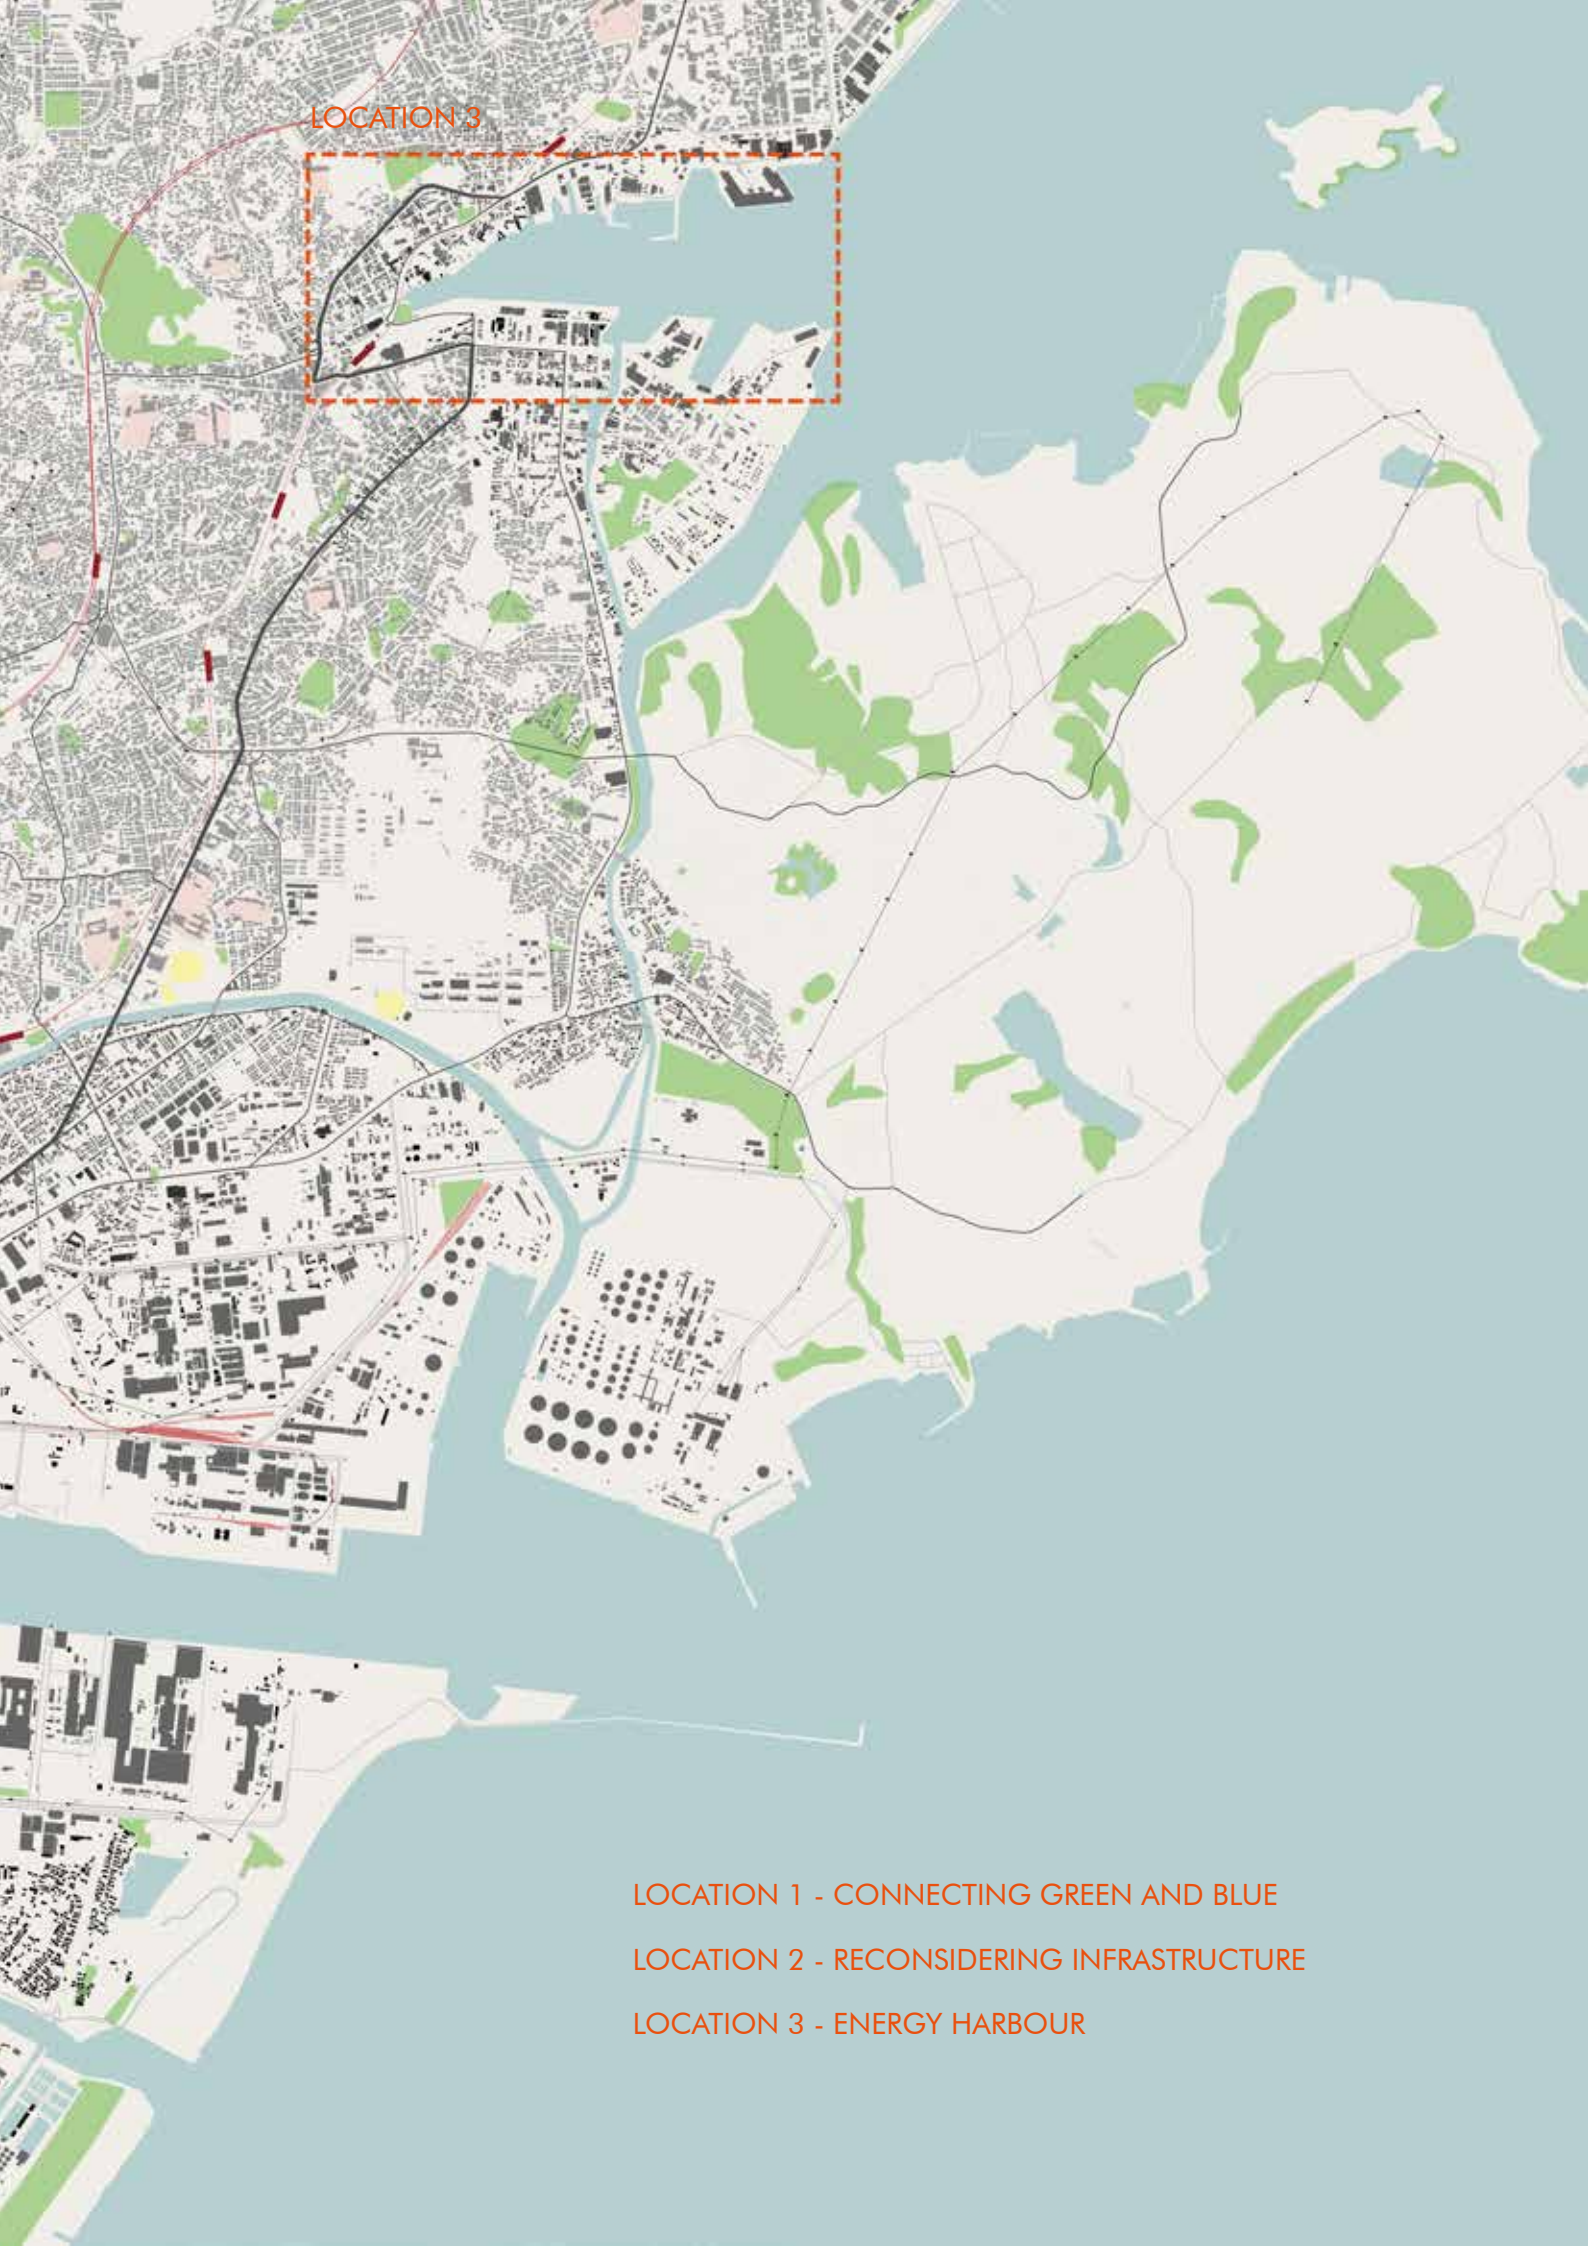 LOCATION 3
LOCATION 1 - CONNECTING GREEN AND BLUE
LOCATION 2 - RECONSIDERING INFRASTRUCTURE
LOCATION 3 - ENERGY HARBOUR